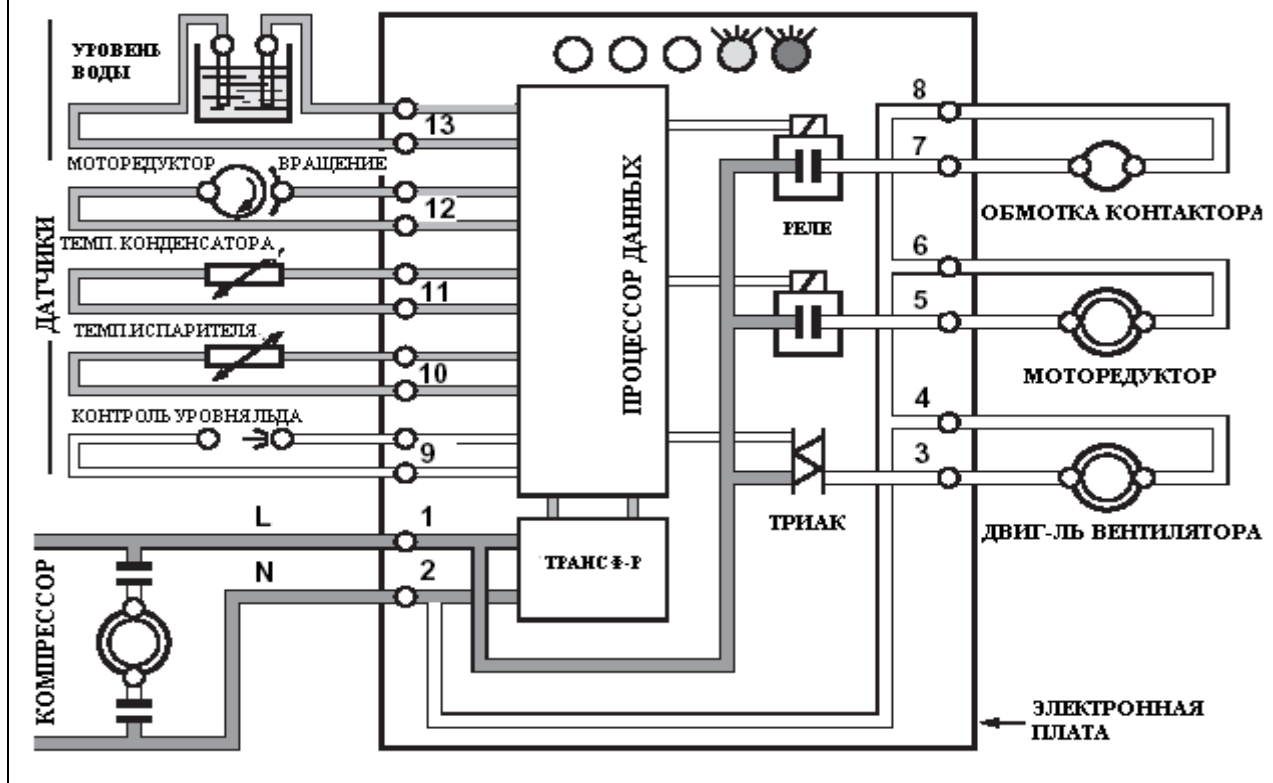 УРОВЕНЬ
ВОДЫ
13
МОТОРЕДУКТОР
ВРАЩЕНИЕ
12
ТЕМП. КОНДЕНСАТОРА
11
ТЕМП.ИСПАРИТЕЛЯ
10
КОНТРОЛЬ УРОВНЯ ЛЬДА
9
ДАТЧИКИ
L
1
N
2
КОМПРЕССОР
ПРОЦЕССОР ДАННЫХ
ТРАНСФ-Р
РЕЛЕ
ТРИАК
8
7
ОБМОТКА КОНТАКТОРА
6
5
МОТОРЕДУКТОР
4
3
ДВИГ-ЛЬ ВЕНТИЛЯТОРА
ЭЛЕКТРОННАЯ
ПЛАТА